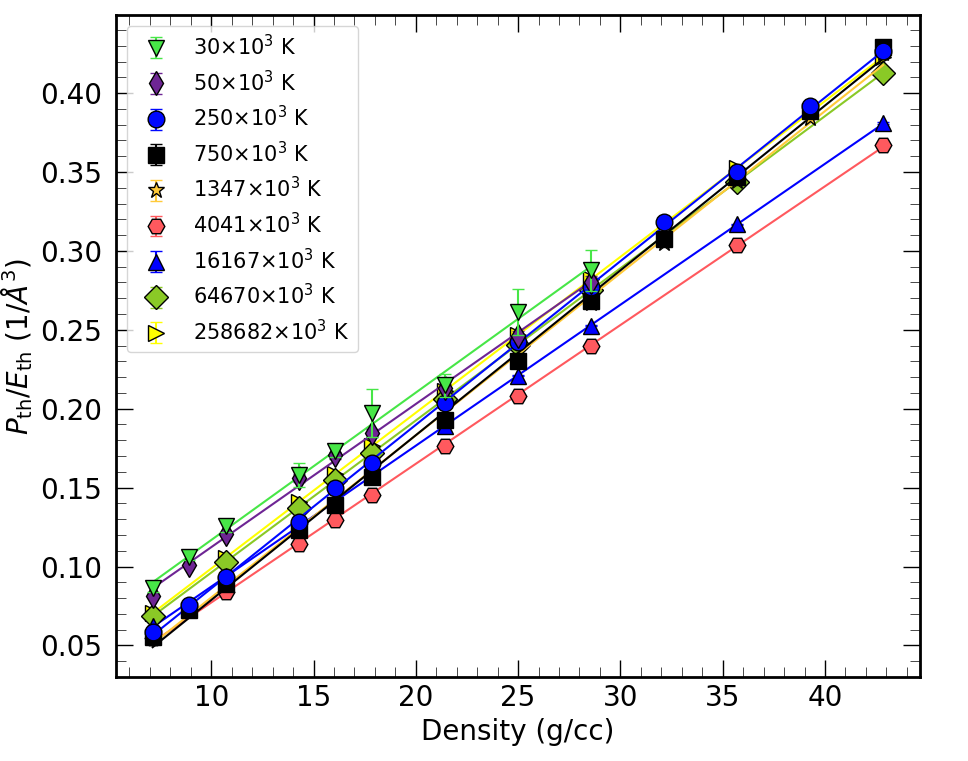 30×10³ K
50×10³ K
250×10³ K
750×10³ K
1347×10³ K
4041×10³ K
16167×10³ K
64670×10³ K
258682×10³ K
0.40
0.35
0.30
0.25
0.20
0.15
0.10
0.05
P_th/E_th (1/Å³)
10 15 20 25 30 35 40
Density (g/cc)